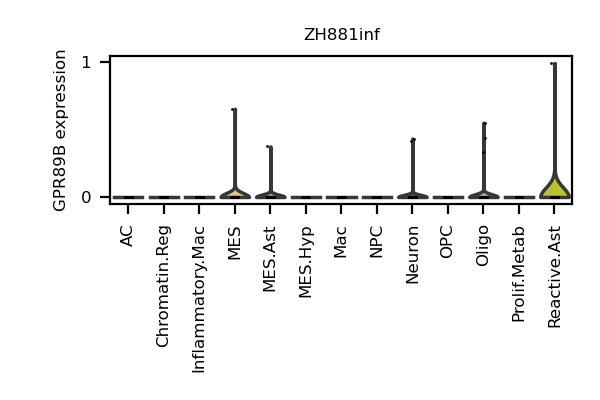 ZH881inf
GPR89B expression
1
0
AC
Chromatin.Reg
Inflammatory.Mac
MES
MES.Ast
MES.Hyp
Mac
NPC
Neuron
OPC
Oligo
Prolif.Metab
Reactive.Ast